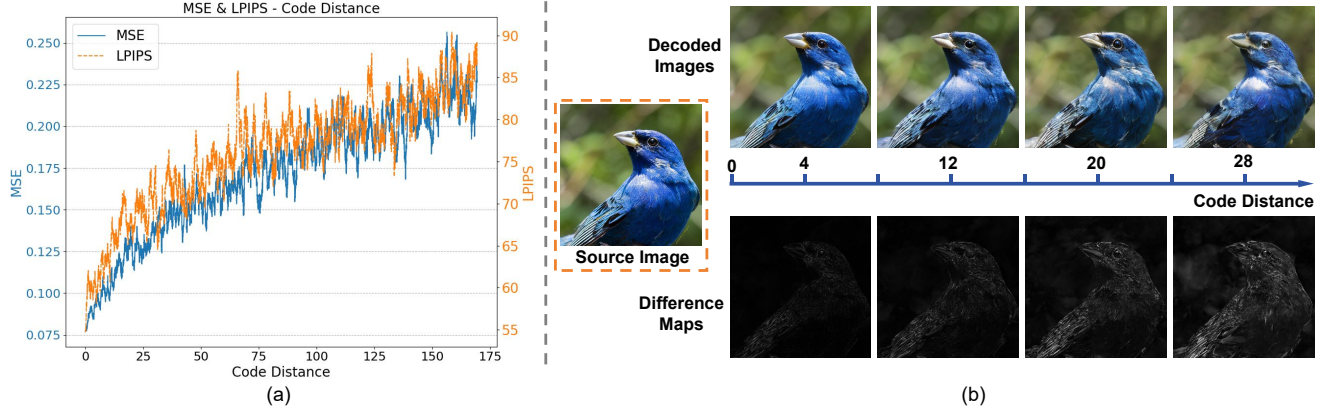 MSE & LPIPS - Code Distance
MSE
LPIPS
0.250
0.225
0.200
0.175
0.150
0.125
0.100
0.075
MSE
90
85
80
75
70
65
60
55
LPIPS
0 25 50 75 100 125 150 175
Code Distance
(a)
Source Image
Decoded
Images
0 4 12 20 28
Code Distance
Difference
Maps
(b)